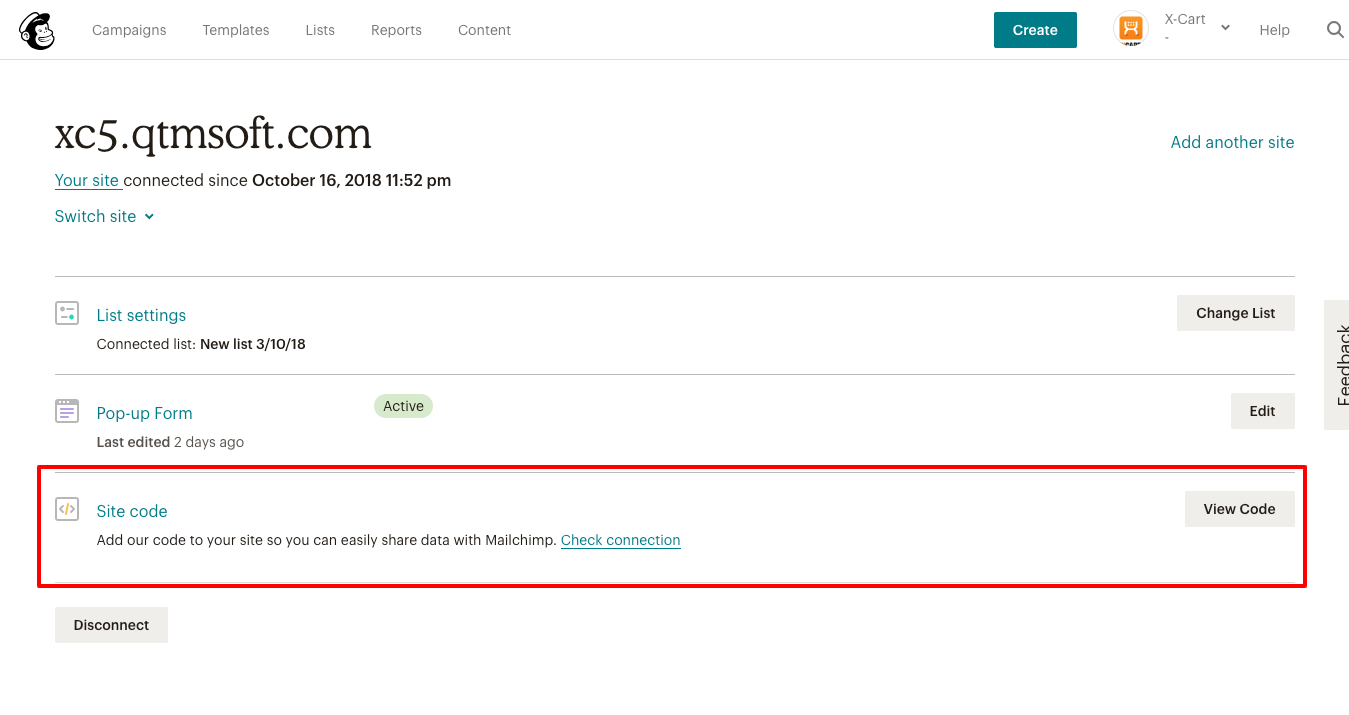 Campaigns Templates Lists Reports Content Create X-Cart - Help
xc5.qtmsoft.com
Add another site
Your site connected since October 16, 2018 11:52 pm
Switch site
List settings
Change List
Connected list: New list 3/10/18
Feedback
Pop-up Form
Active
Edit
Last edited 2 days ago
Site code
View Code
Add our code to your site so you can easily share data with Mailchimp. Check connection
Disconnect